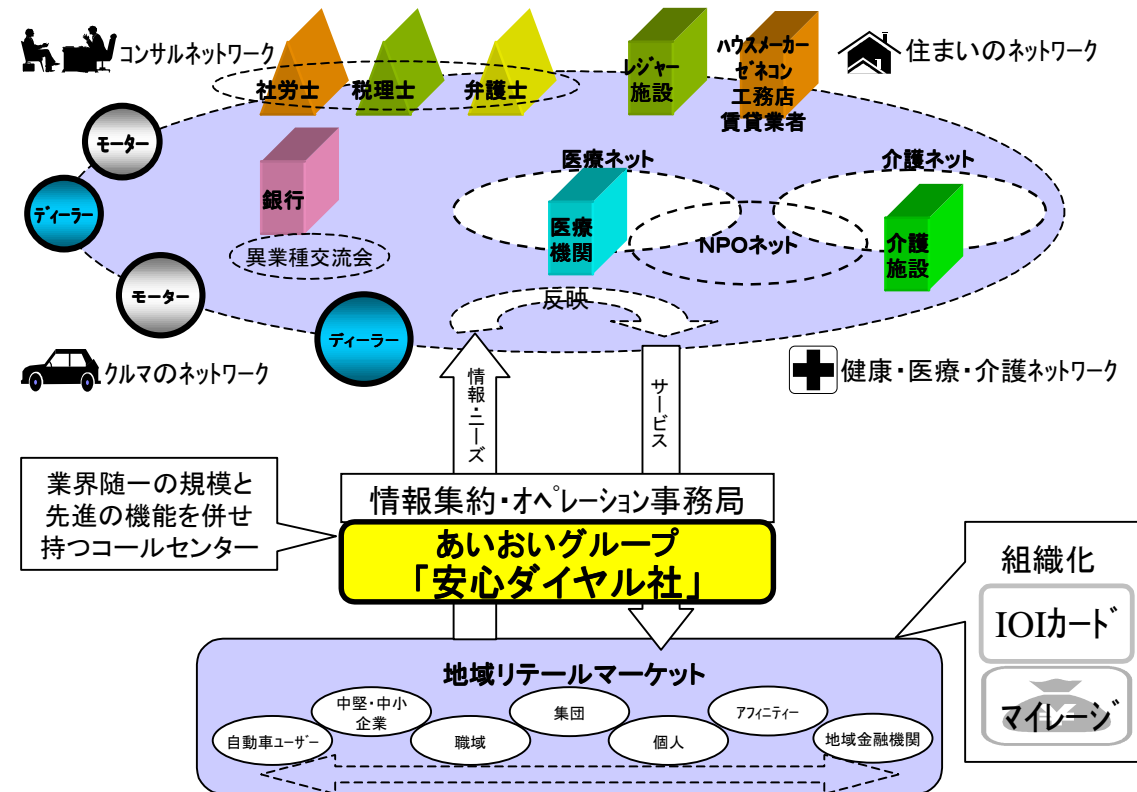 コンサルネットワーク
社労士
税理士
弁護士
レジャー
施設
ハウスメーカー
ゼネコン
工務店
賃貸業者
住まいのネットワーク
モーター
ディーラー
モーター
ディーラー
銀行
異業種交流会
医療ネット
医療
機関
NPOネット
介護ネット
介護
施設
反映
クルマのネットワーク
健康・医療・介護ネットワーク
情報・ニーズ
サービス
業界随一の規模と
先進の機能を併せ
持つコールセンター
情報集約・オペレーション事務局
あいおいグループ
「安心ダイヤル社」
組織化
IOIカード
マイレージ
地域リテールマーケット
自動車ユーザー
中堅・中小
企業
職域
集団
個人
アフィニティー
地域金融機関